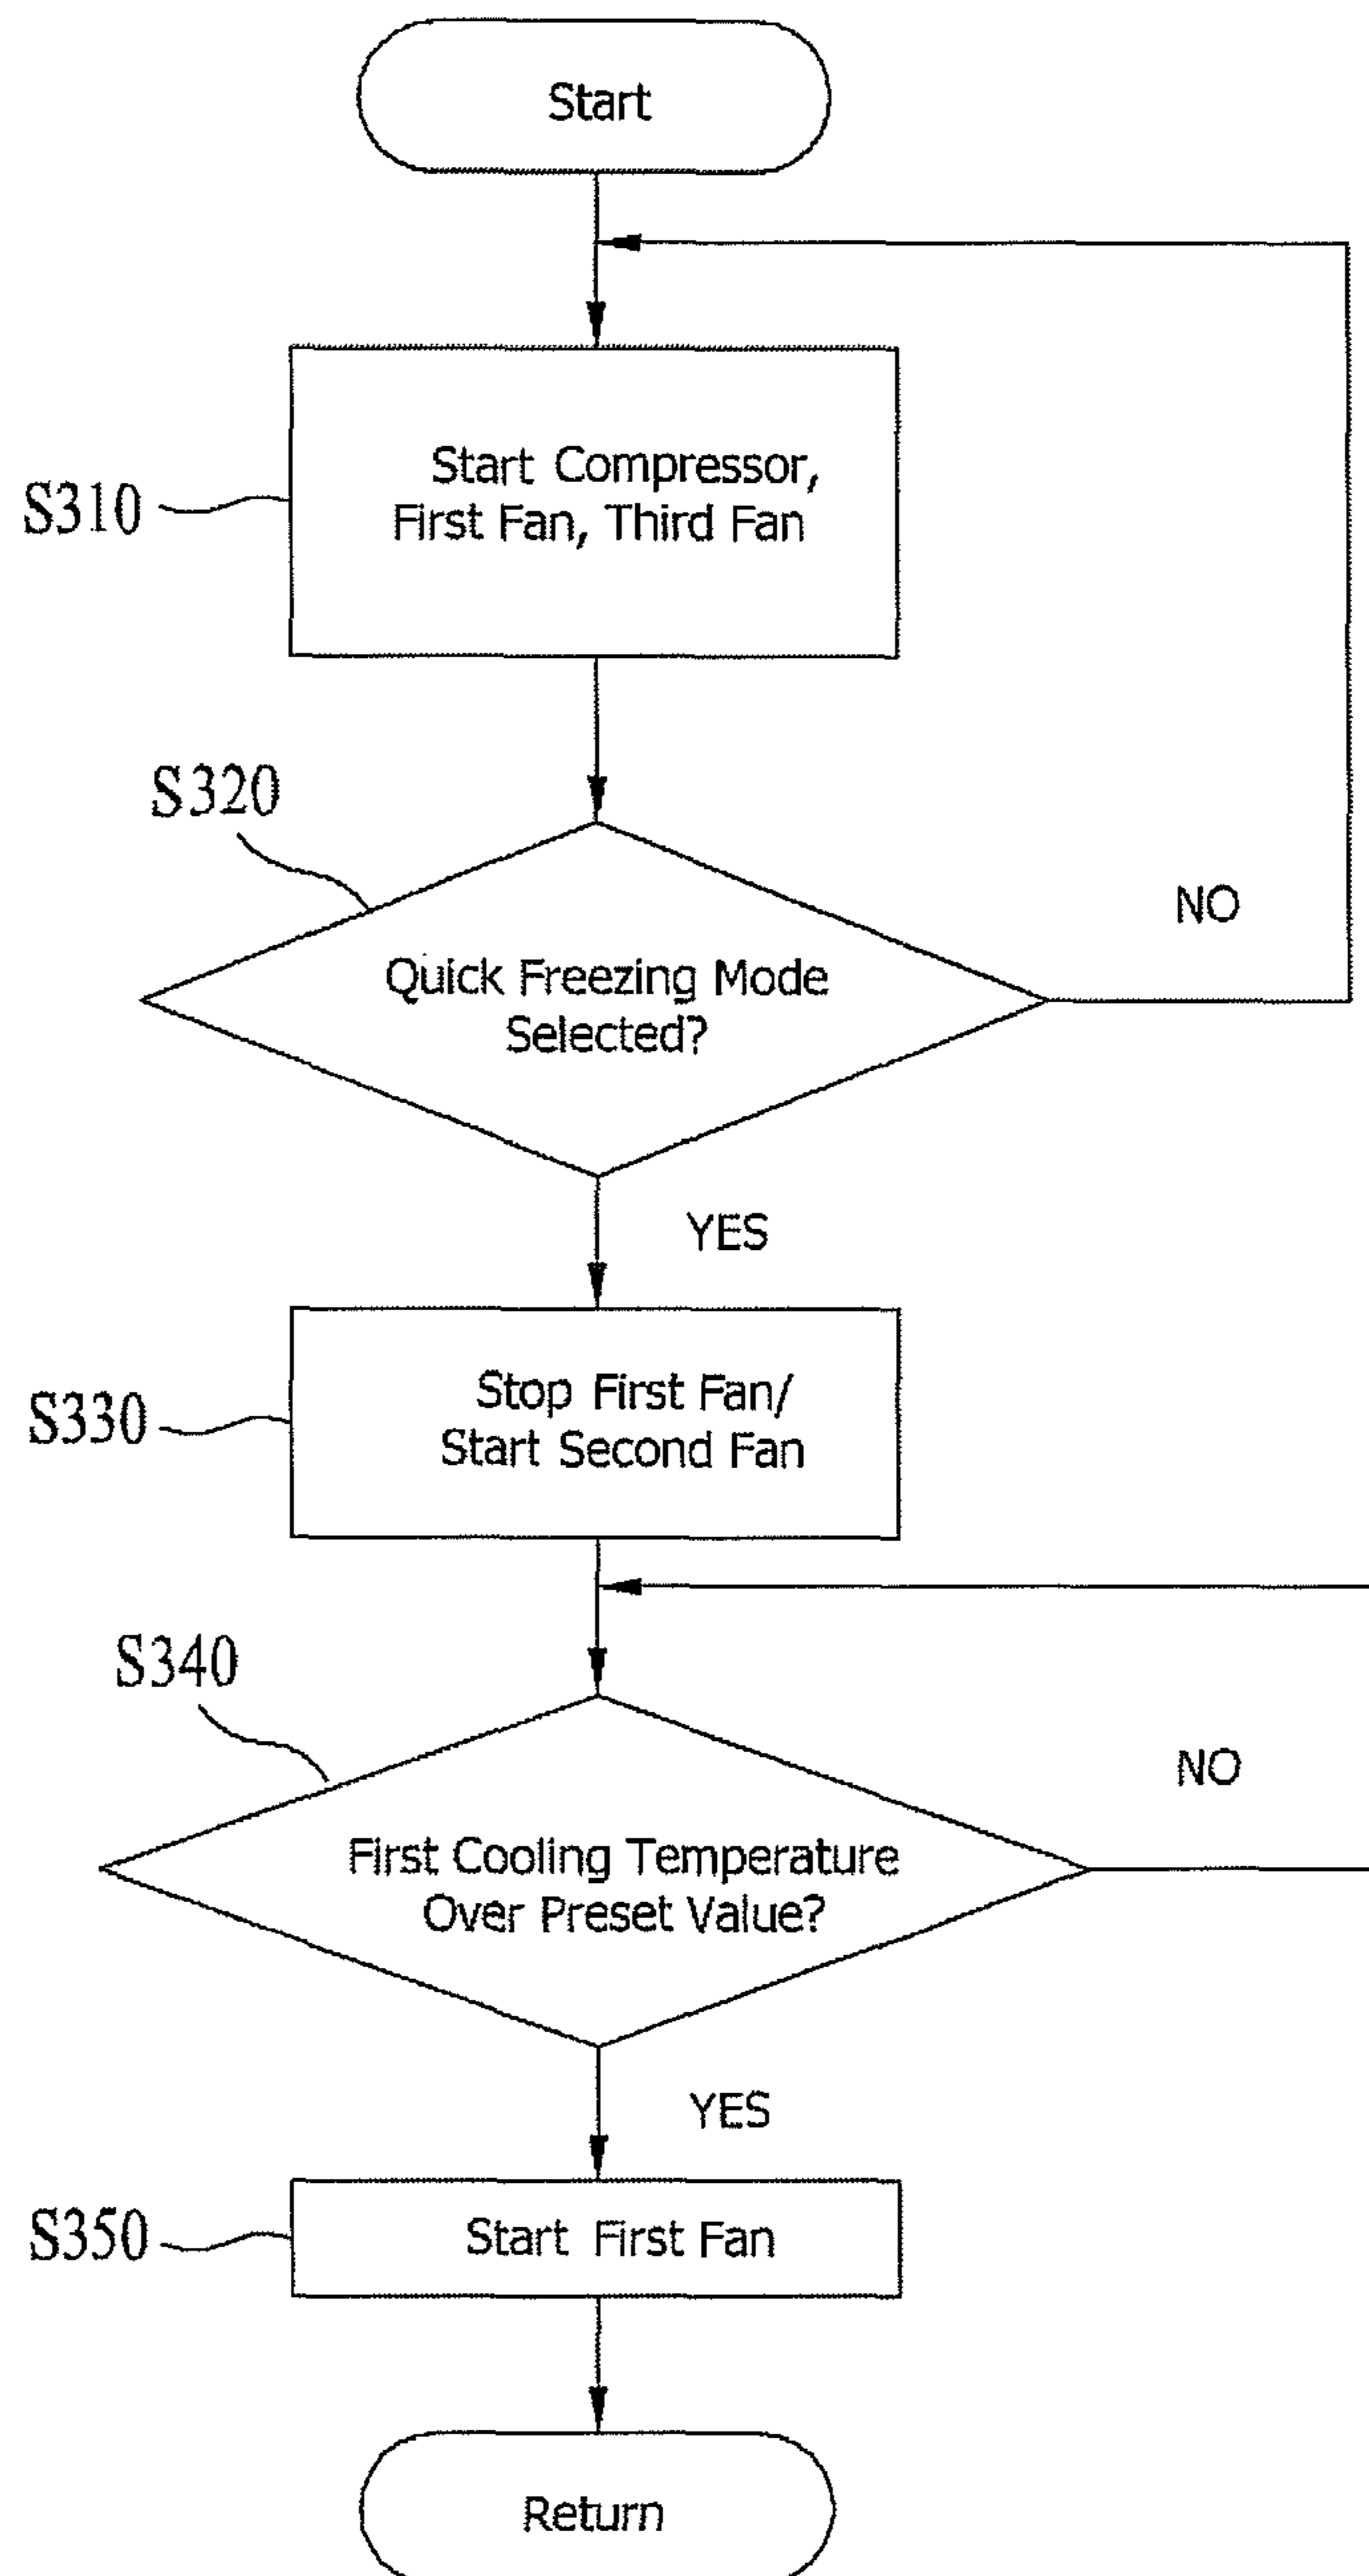 Start
Start Compressor,
First Fan, Third Fan
S310
S320
Quick Freezing Mode
Selected?
NO
YES
Stop First Fan/
Start Second Fan
S330
S340
First Cooling Temperature
Over Preset Value?
NO
YES
Start First Fan
S350
Return